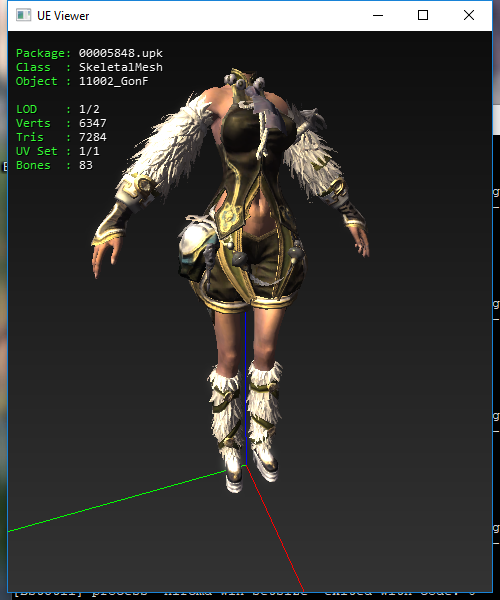 UE Viewer
Package: 00005848.upk
Class : SkeletalMesh
Object : 11002_GonF
LOD : 1/2
Verts : 6347
Tris : 7284
UV Set : 1/1
Bones : 83